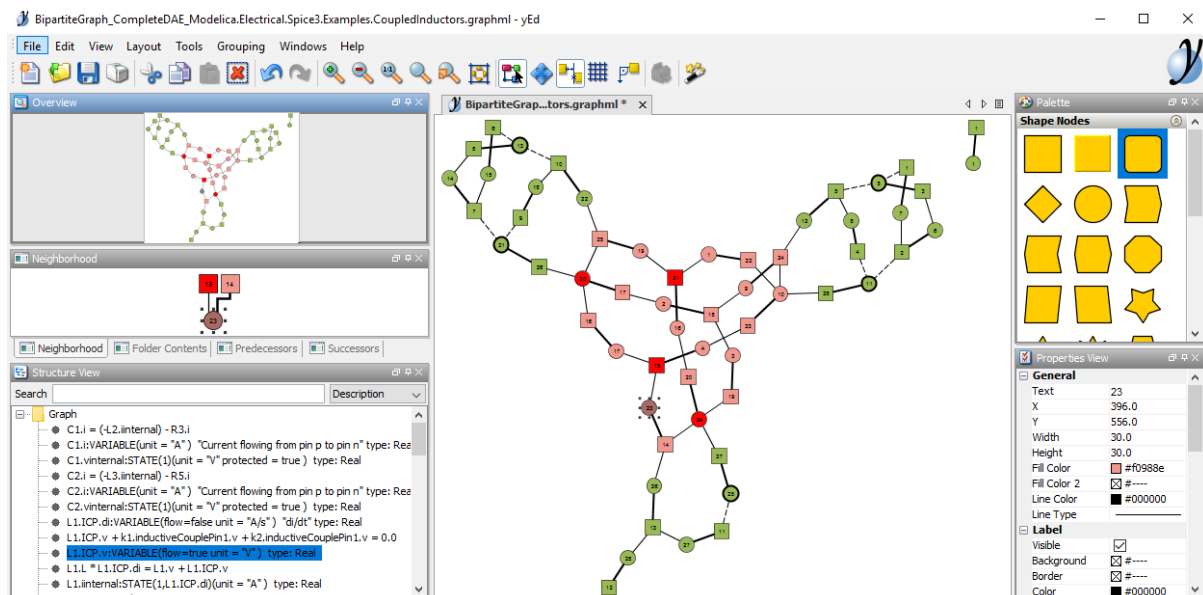 BipartiteGraph_CompleteDAE_Modelica.Electrical.Spice3.Examples.CoupledInductors.graphml - yEd
File Edit View Layout Tools Grouping Windows Help
Overview
BipartiteGrap...tors.graphml *
Palette
Shape Nodes
Neighborhood
15 14
23
Neighborhood Folder Contents Predecessors Successors
Structure View
Search Description
Graph
C1.i = (-L2.iinternal) - R3.i
C1.i:VARIABLE(unit = "A" ) "Current flowing from pin p to pin n" type: Rea
C1.vinternal:STATE(1)(unit = "V" protected = true ) type: Real
C2.i = (-L3.iinternal) - R5.i
C2.i:VARIABLE(unit = "A" ) "Current flowing from pin p to pin n" type: Rea
C2.vinternal:STATE(1)(unit = "V" protected = true ) type: Real
L1.ICP.di:VARIABLE(flow=false unit = "A/s" ) "di/dt" type: Real
L1.ICP.v + k1.inductiveCouplePin1.v + k2.inductiveCouplePin1.v = 0.0
L1.ICP.v:VARIABLE(flow=true unit = "V" ) type: Real
L1.L * L1.ICP.di = L1.v + L1.ICP.v
L1.iinternal:STATE(1,L1.ICP.di)(unit = "A" ) type: Real
Properties View
General
Text 23
X 396.0
Y 556.0
Width 30.0
Height 30.0
Fill Color #f0988e
Fill Color 2 #----
Line Color #000000
Line Type
Label
Visible
Background #----
Border #----
Color #000000